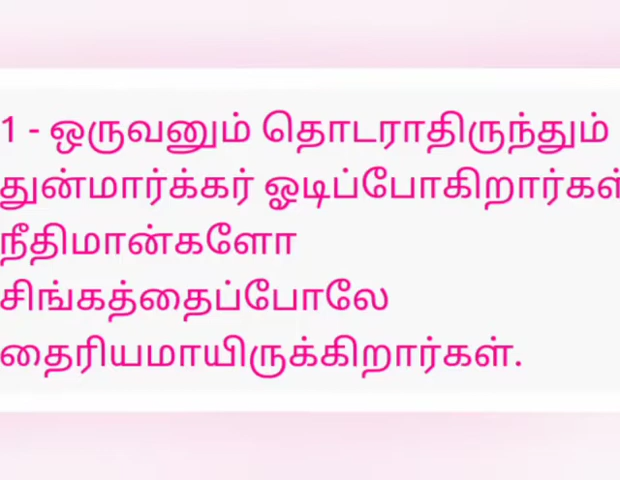 1 - ஒருவனும் தொடராதிருந்தும்
துன்மார்க்கர் ஓடிப்போகிறார்கள்
நீதிமான்களோ
சிங்கத்தைப்போலே
தைரியமாயிருக்கிறார்கள்.